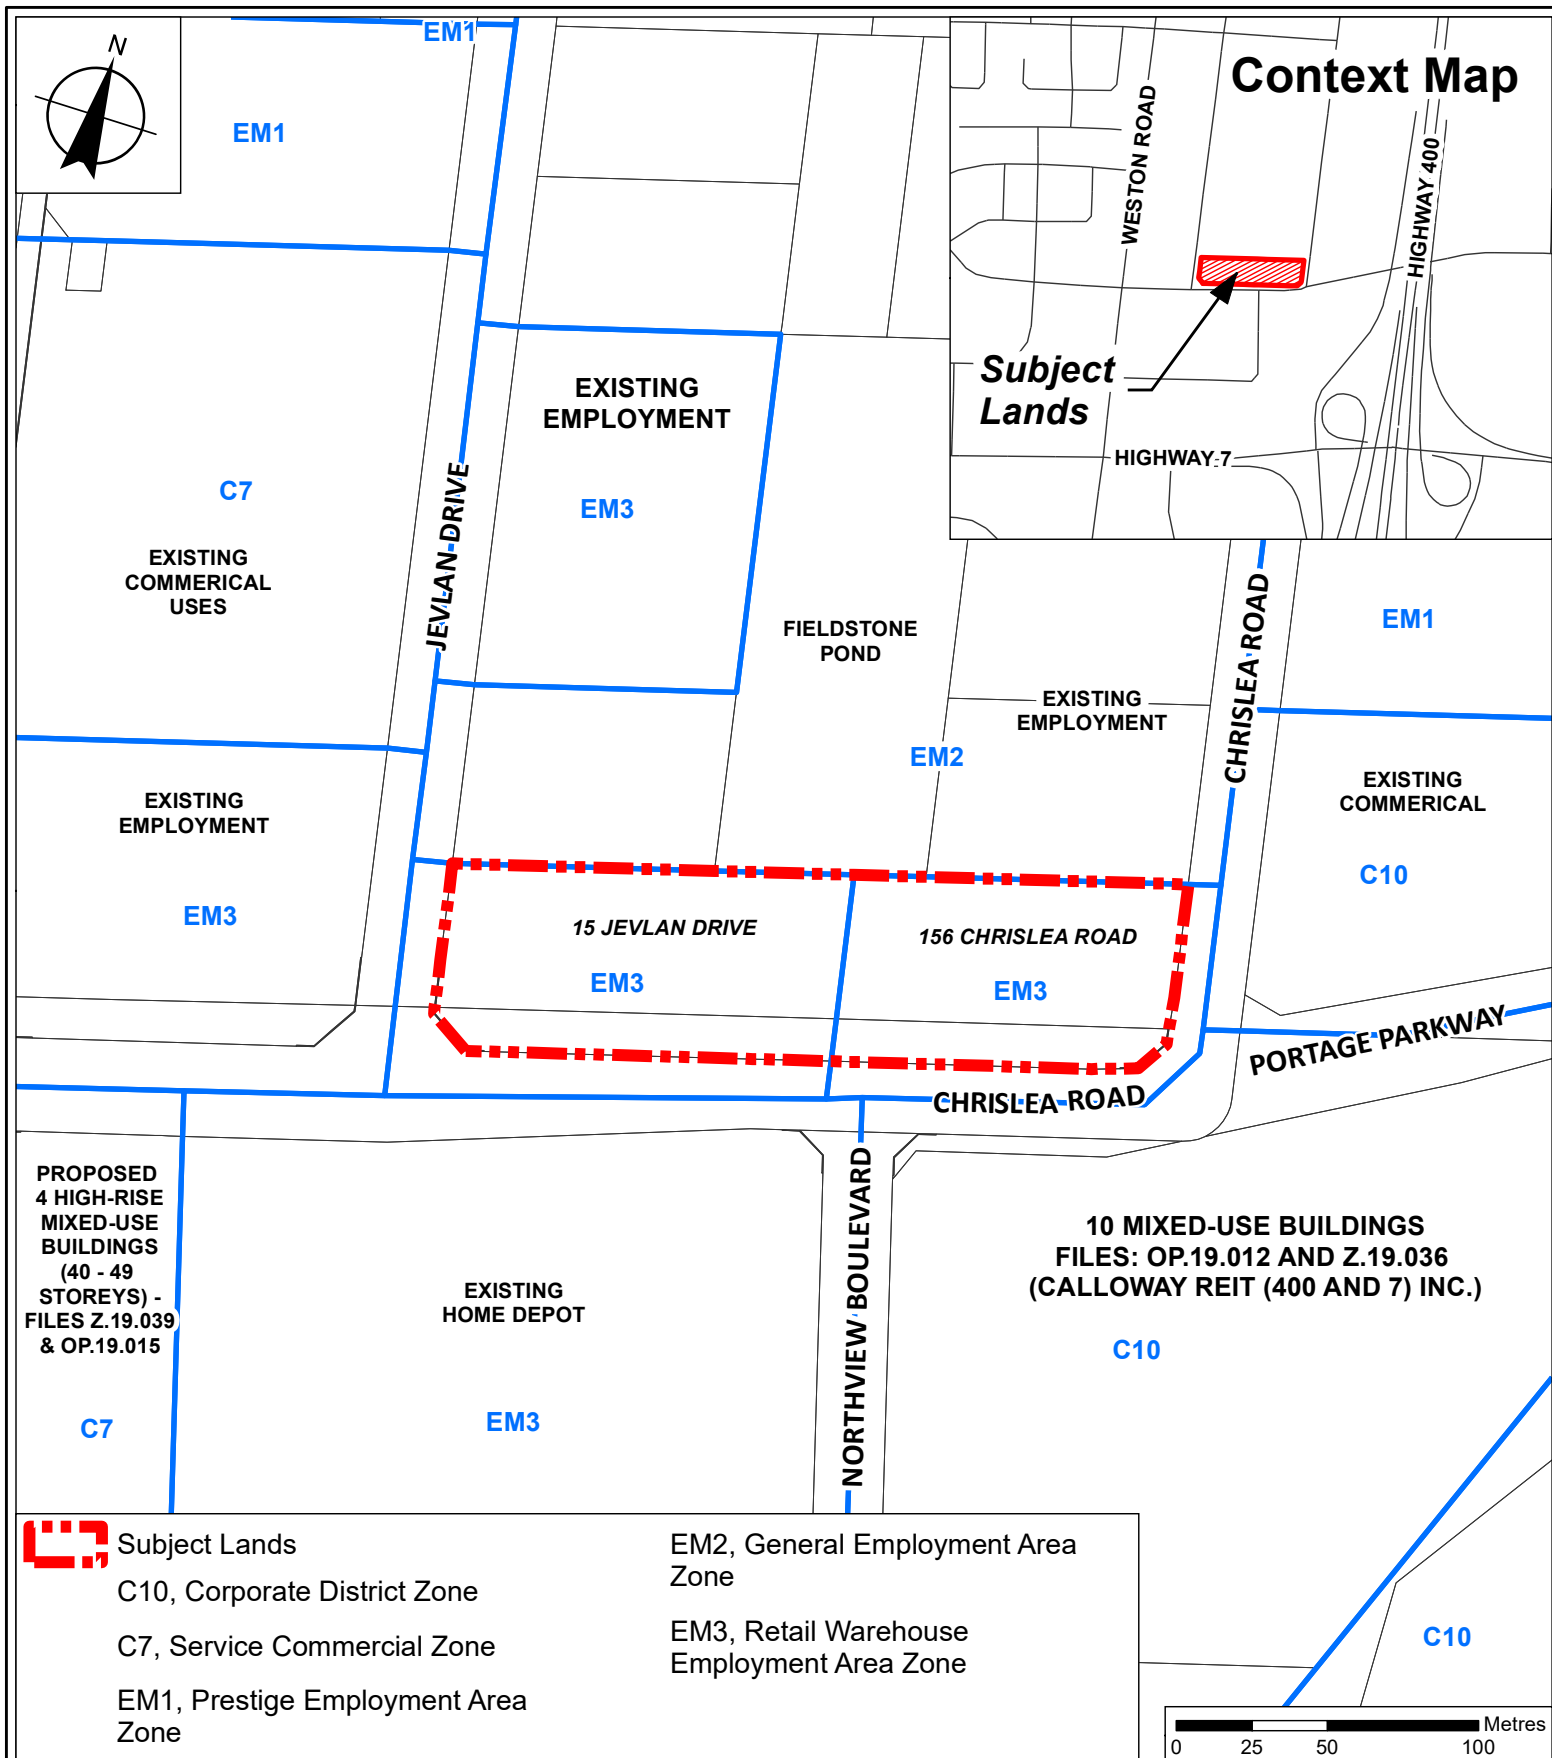 N
EM1
EM1
Context Map
WESTON ROAD
HIGHWAY 400
Subject
Lands
HIGHWAY 7
EXISTING
EMPLOYMENT
EM3
C7
EXISTING
COMMERICAL
USES
JEVLAN DRIVE
FIELDSTONE
POND
CHRISLEA ROAD
EM1
EXISTING
EMPLOYMENT
EM2
EXISTING
COMMERICAL
C10
EXISTING
EMPLOYMENT
EM3
15 JEVLAN DRIVE
EM3
156 CHRISLEA ROAD
EM3
PORTAGE PARKWAY
CHRISLEA ROAD
NORTHVIEW BOULEVARD
PROPOSED
4 HIGH-RISE
MIXED-USE
BUILDINGS
(40 - 49
STOREYS) -
FILES Z.19.039
& OP.19.015
C7
EXISTING
HOME DEPOT
EM3
10 MIXED-USE BUILDINGS
FILES: OP.19.012 AND Z.19.036
(CALLOWAY REIT (400 AND 7) INC.)
C10
C10
Subject Lands
C10, Corporate District Zone
C7, Service Commercial Zone
EM1, Prestige Employment Area
Zone
EM2, General Employment Area
Zone
EM3, Retail Warehouse
Employment Area Zone
Metres
0 25 50 100